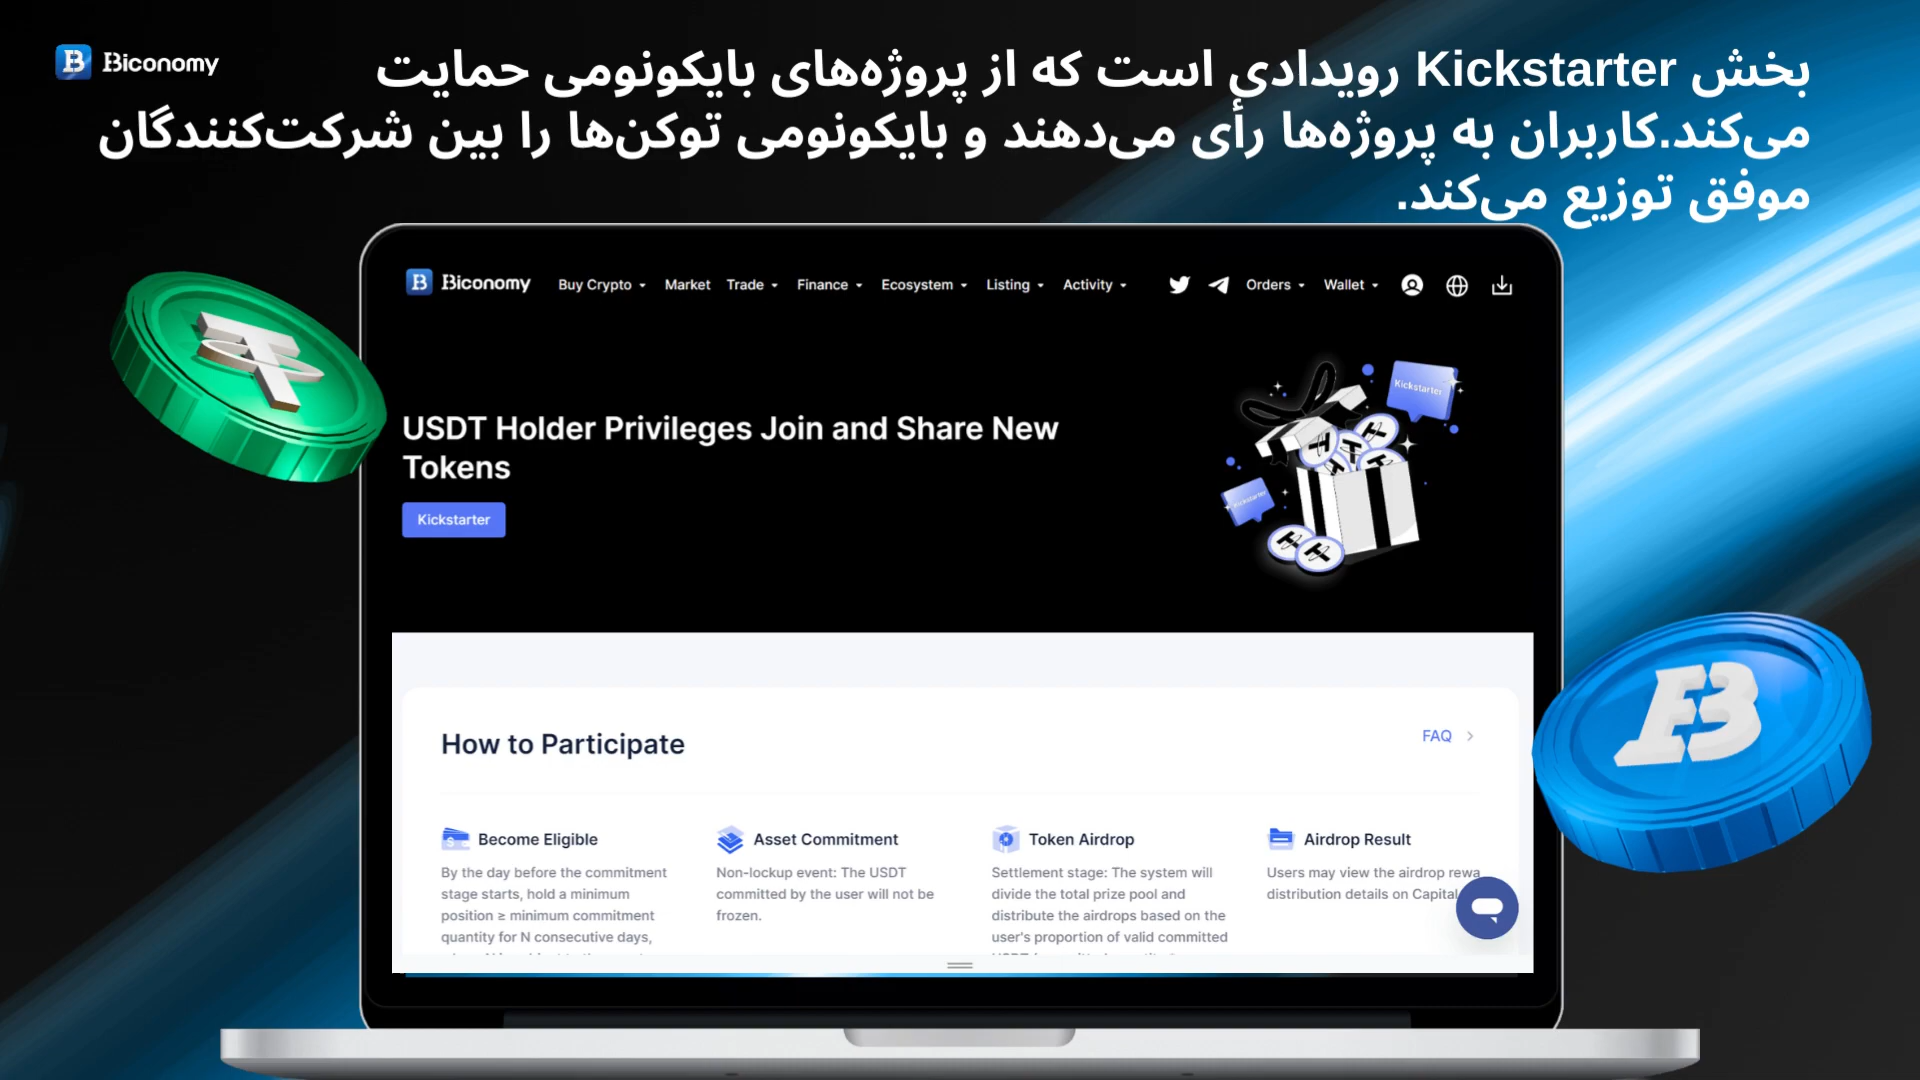 Biconomy
بخش Kickstarter رویدادی است که از پروژه‌های بایکونومی حمایت
می‌کند.کاربران به پروژه‌ها رأی می‌دهند و بایکونومی توکن‌ها را بین شرکت‌کنندگان
موفق توزیع می‌کند.
Biconomy Buy Crypto Market Trade Finance Ecosystem Listing Activity Orders Wallet
Kickstarter
USDT Holder Privileges Join and Share New
Tokens
Kickstarter
Kickstarter
How to Participate
FAQ
Become Eligible
By the day before the commitment
stage starts, hold a minimum
position ≥ minimum commitment
quantity for N consecutive days,
Asset Commitment
Non-lockup event: The USDT
committed by the user will not be
frozen.
Token Airdrop
Settlement stage: The system will
divide the total prize pool and
distribute the airdrops based on the
user's proportion of valid committed
Airdrop Result
Users may view the airdrop rewa
distribution details on Capital